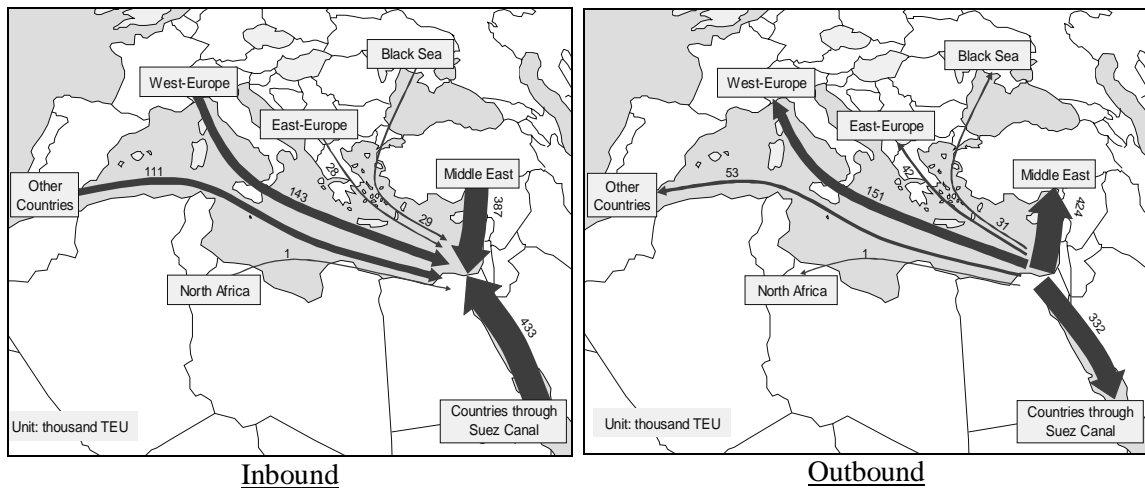 Black Sea
West-Europe
East-Europe
Middle East
Other
Countries
North Africa
Countries through
Suez Canal
111
143
28
29
387
1
433
Unit: thousand TEU
Inbound
Black Sea
West-Europe
East-Europe
Middle East
Other
Countries
North Africa
Countries through
Suez Canal
53
151
42
31
424
1
332
Unit: thousand TEU
Outbound